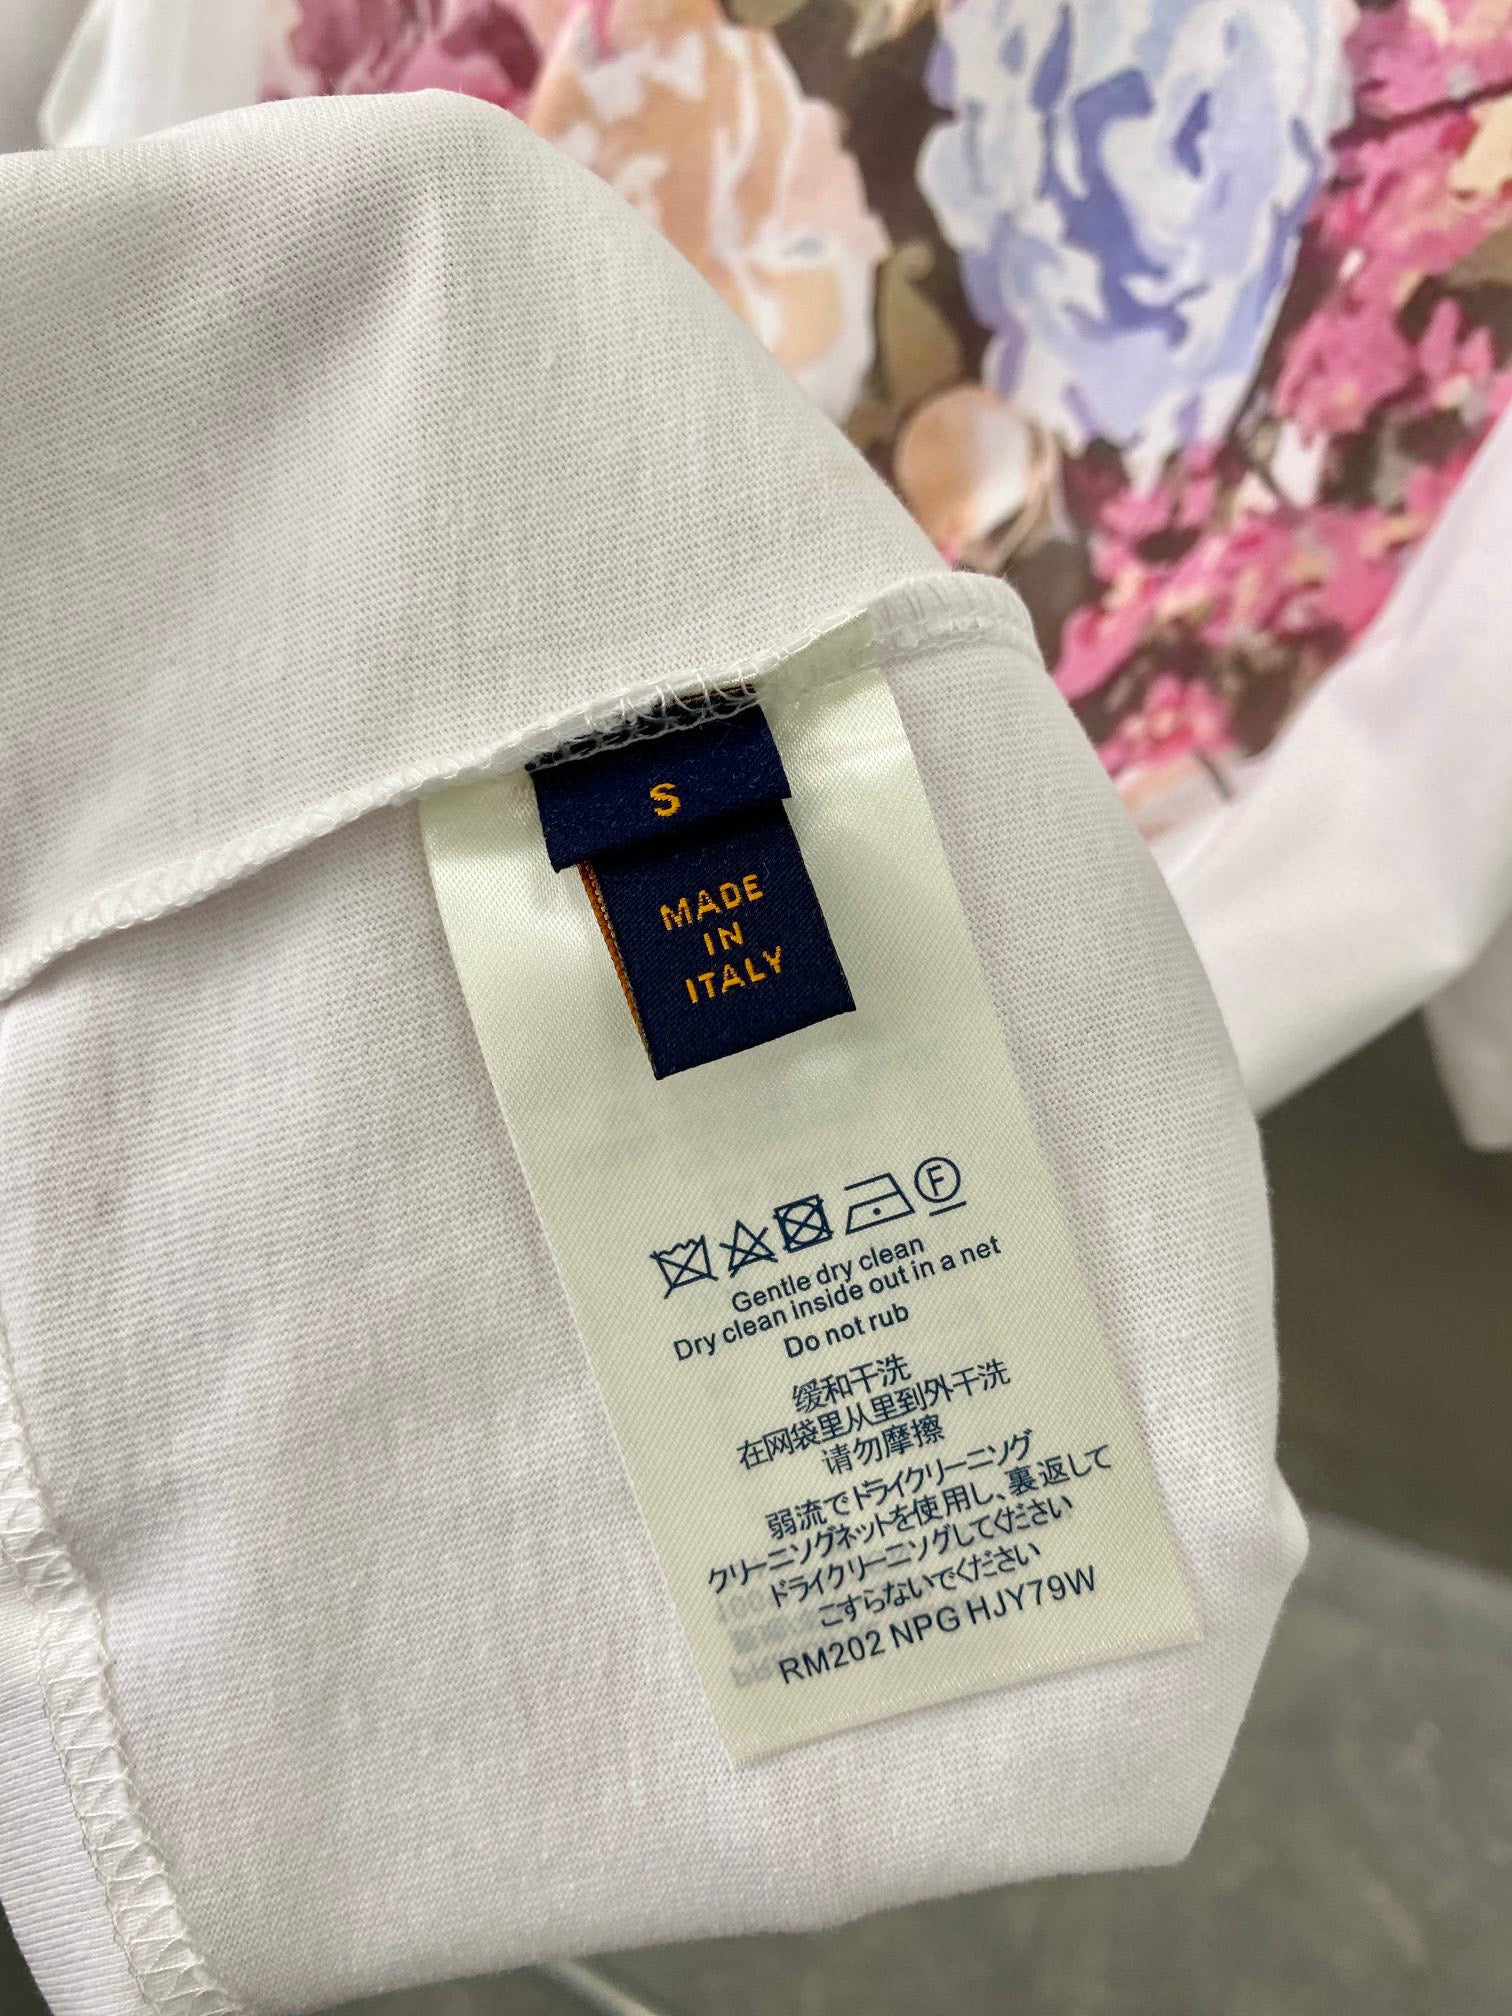 S
MADE
IN
ITALY
F
Gentle dry clean
Dry clean inside out in a net
Do not rub
缓和干洗
在网袋里从里到外干洗
请勿摩擦
弱流でドライクリーニング
クリーニングネットを使用し、裏返して
ドライクリーニングしてください
こすらないでください
RM202 NPG HJY79W